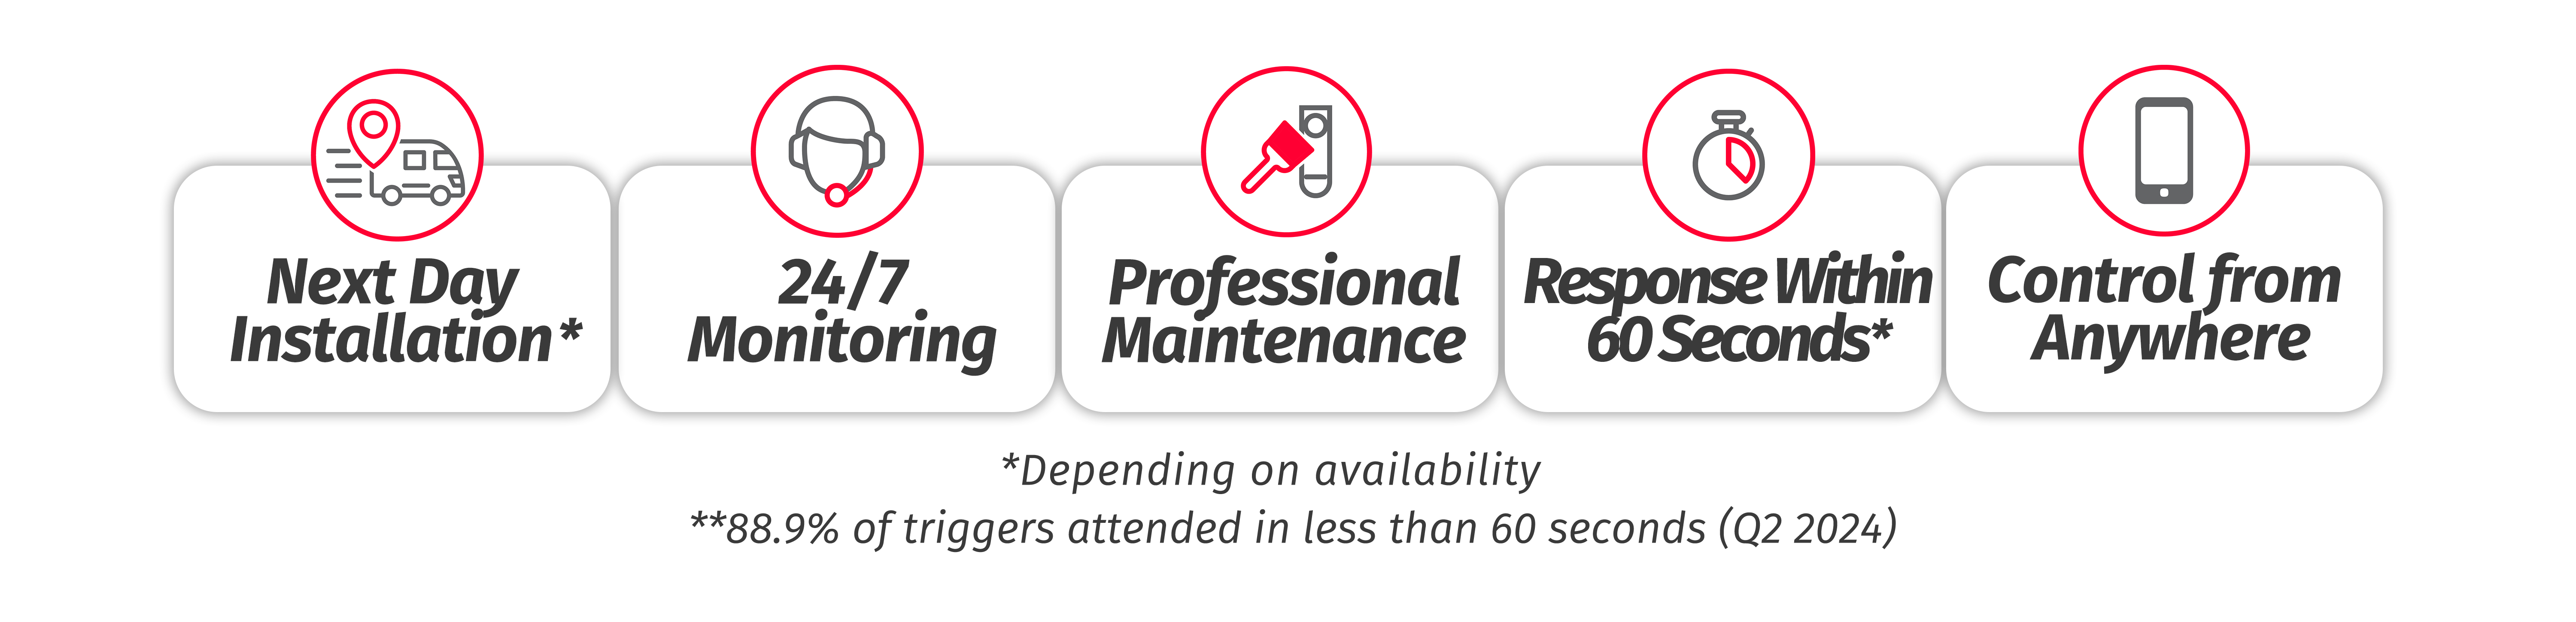 Next Day
Installation*
24/7
Monitoring
Professional
Maintenance
Response Within
60 Seconds*
Control from
Anywhere
*Depending on availability
**88.9% of triggers attended in less than 60 seconds (Q2 2024)